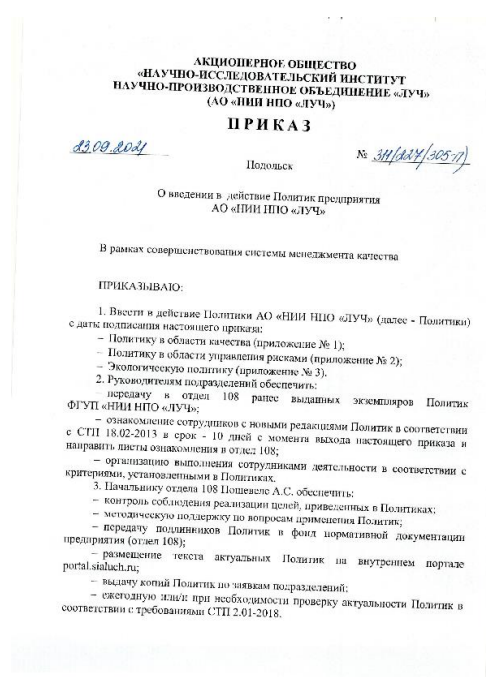 АКЦИОНЕРНОЕ ОБЩЕСТВО
«НАУЧНО-ИССЛЕДОВАТЕЛЬСКИЙ ИНСТИТУТ
НАУЧНО-ПРОИЗВОДСТВЕННОЕ ОБЪЕДИНЕНИЕ «ЛУЧ»
(АО «НИИ НПО «ЛУЧ»)
ПРИКАЗ
23.09.2021 № 311/227/305-П)
Подольск
О введении в действие Политик предприятия
АО «НИИ НПО «ЛУЧ»
В рамках совершенствования системы менеджмента качества
ПРИКАЗЫВАЮ:
1. Ввести в действие Политики АО «НИИ НПО «ЛУЧ» (далее - Политики)
с даты подписания настоящего приказа:
– Политику в области качества (приложение № 1);
– Политику в области управления рисками (приложение № 2);
– Экологическую политику (приложение № 3).
2. Руководителям подразделений обеспечить:
– передачу в отдел 108 ранее выданных экземпляров Политик
ФГУП «НИИ НПО «ЛУЧ»;
– ознакомление сотрудников с новыми редакциями Политик в соответствии
с СТП 18.02-2013 в срок - 10 дней с момента выхода настоящего приказа и
направить листы ознакомления в отдел 108;
– организацию выполнения сотрудниками деятельности в соответствии с
критериями, установленными в Политиках.
3. Начальнику отдела 108 Пошевеле А.С. обеспечить:
– контроль соблюдения реализации целей, приведенных в Политиках;
– методическую поддержку по вопросам применения Политик;
– передачу подлинников Политик в фонд нормативной документации
предприятия (отдел 108);
– размещение текста актуальных Политик на внутреннем портале
portal.sialuch.ru;
– выдачу копий Политик по заявкам подразделений;
– ежегодную или/и при необходимости проверку актуальности Политик в
соответствии с требованиями СТП 2.01-2018.